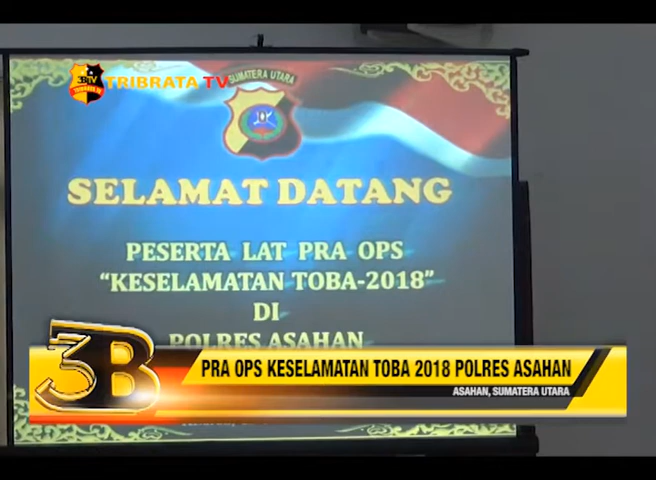 3BTV
TRIBRATA TV
SUMATERA UTARA
SELAMAT DATANG
PESERTA LAT PRA OPS
“KESELAMATAN TOBA-2018”
DI
POLRES ASAHAN
3B
PRA OPS KESELAMATAN TOBA 2018 POLRES ASAHAN
ASAHAN, SUMATERA UTARA